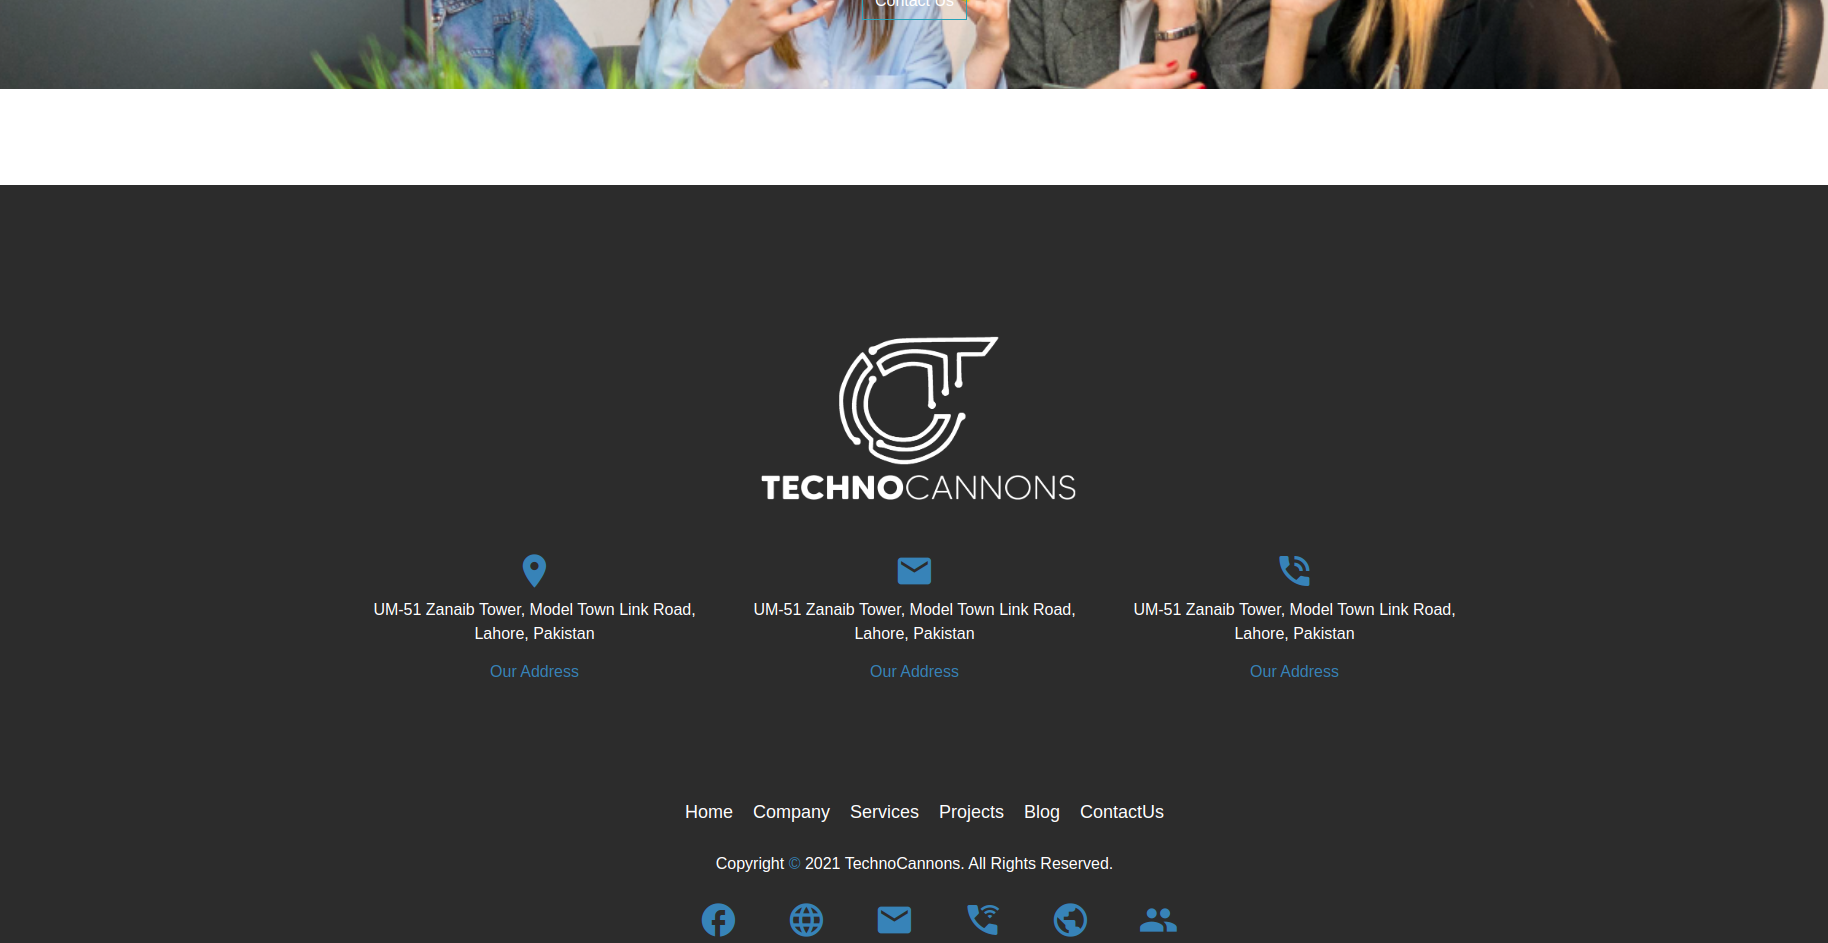 Contact Us
TECHNOCANNONS
UM-51 Zanaib Tower, Model Town Link Road,
Lahore, Pakistan
Our Address
UM-51 Zanaib Tower, Model Town Link Road,
Lahore, Pakistan
Our Address
UM-51 Zanaib Tower, Model Town Link Road,
Lahore, Pakistan
Our Address
Home Company Services Projects Blog ContactUs
Copyright © 2021 TechnoCannons. All Rights Reserved.